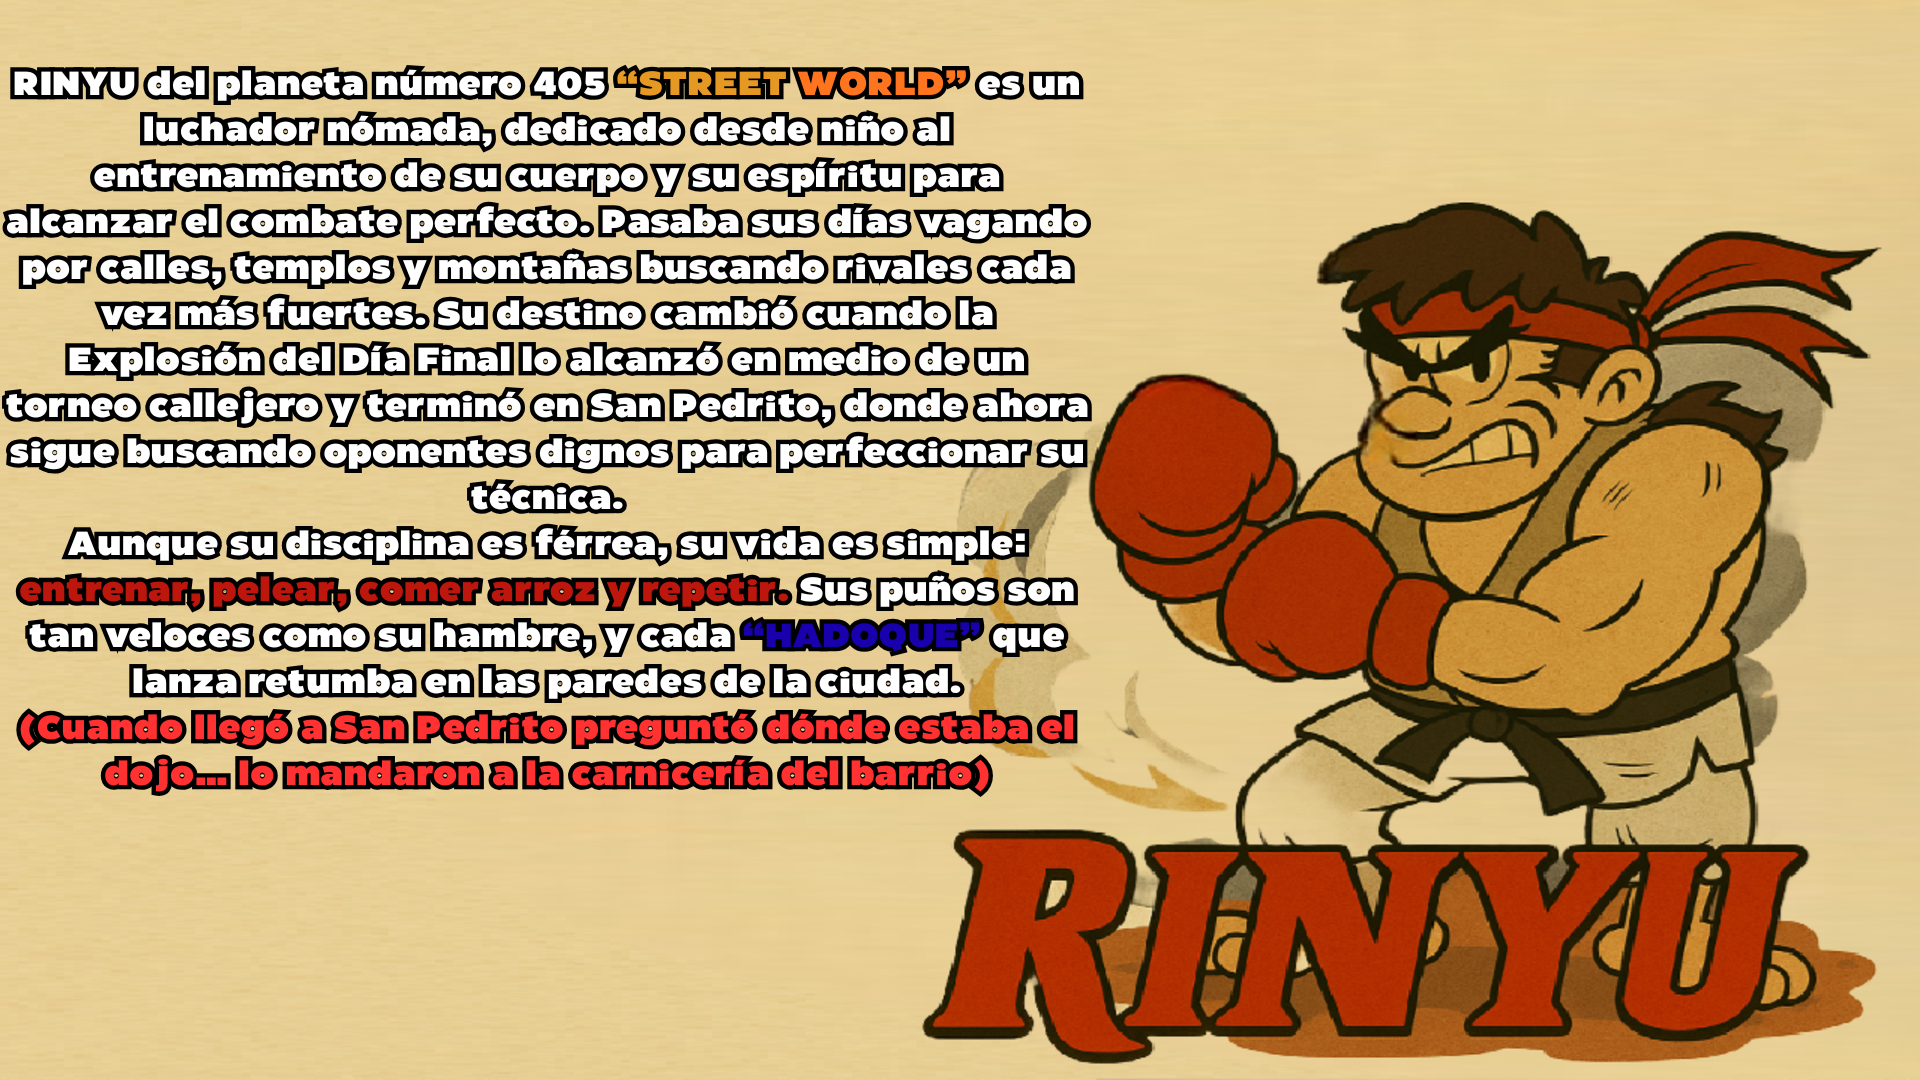 RINYU del planeta número 405 “STREET WORLD” es un
luchador nómada, dedicado desde niño al
entrenamiento de su cuerpo y su espíritu para
alcanzar el combate perfecto. Pasaba sus días vagando
por calles, templos y montañas buscando rivales cada
vez más fuertes. Su destino cambió cuando la
Explosión del Día Final lo alcanzó en medio de un
torneo callejero y terminó en San Pedrito, donde ahora
sigue buscando oponentes dignos para perfeccionar su
técnica.
Aunque su disciplina es férrea, su vida es simple:
entrenar, pelear, comer arroz y repetir. Sus puños son
tan veloces como su hambre, y cada “HADOQUE” que
lanza retumba en las paredes de la ciudad.
(Cuando llegó a San Pedrito preguntó dónde estaba el
dojo... lo mandaron a la carnicería del barrio)
RINYU